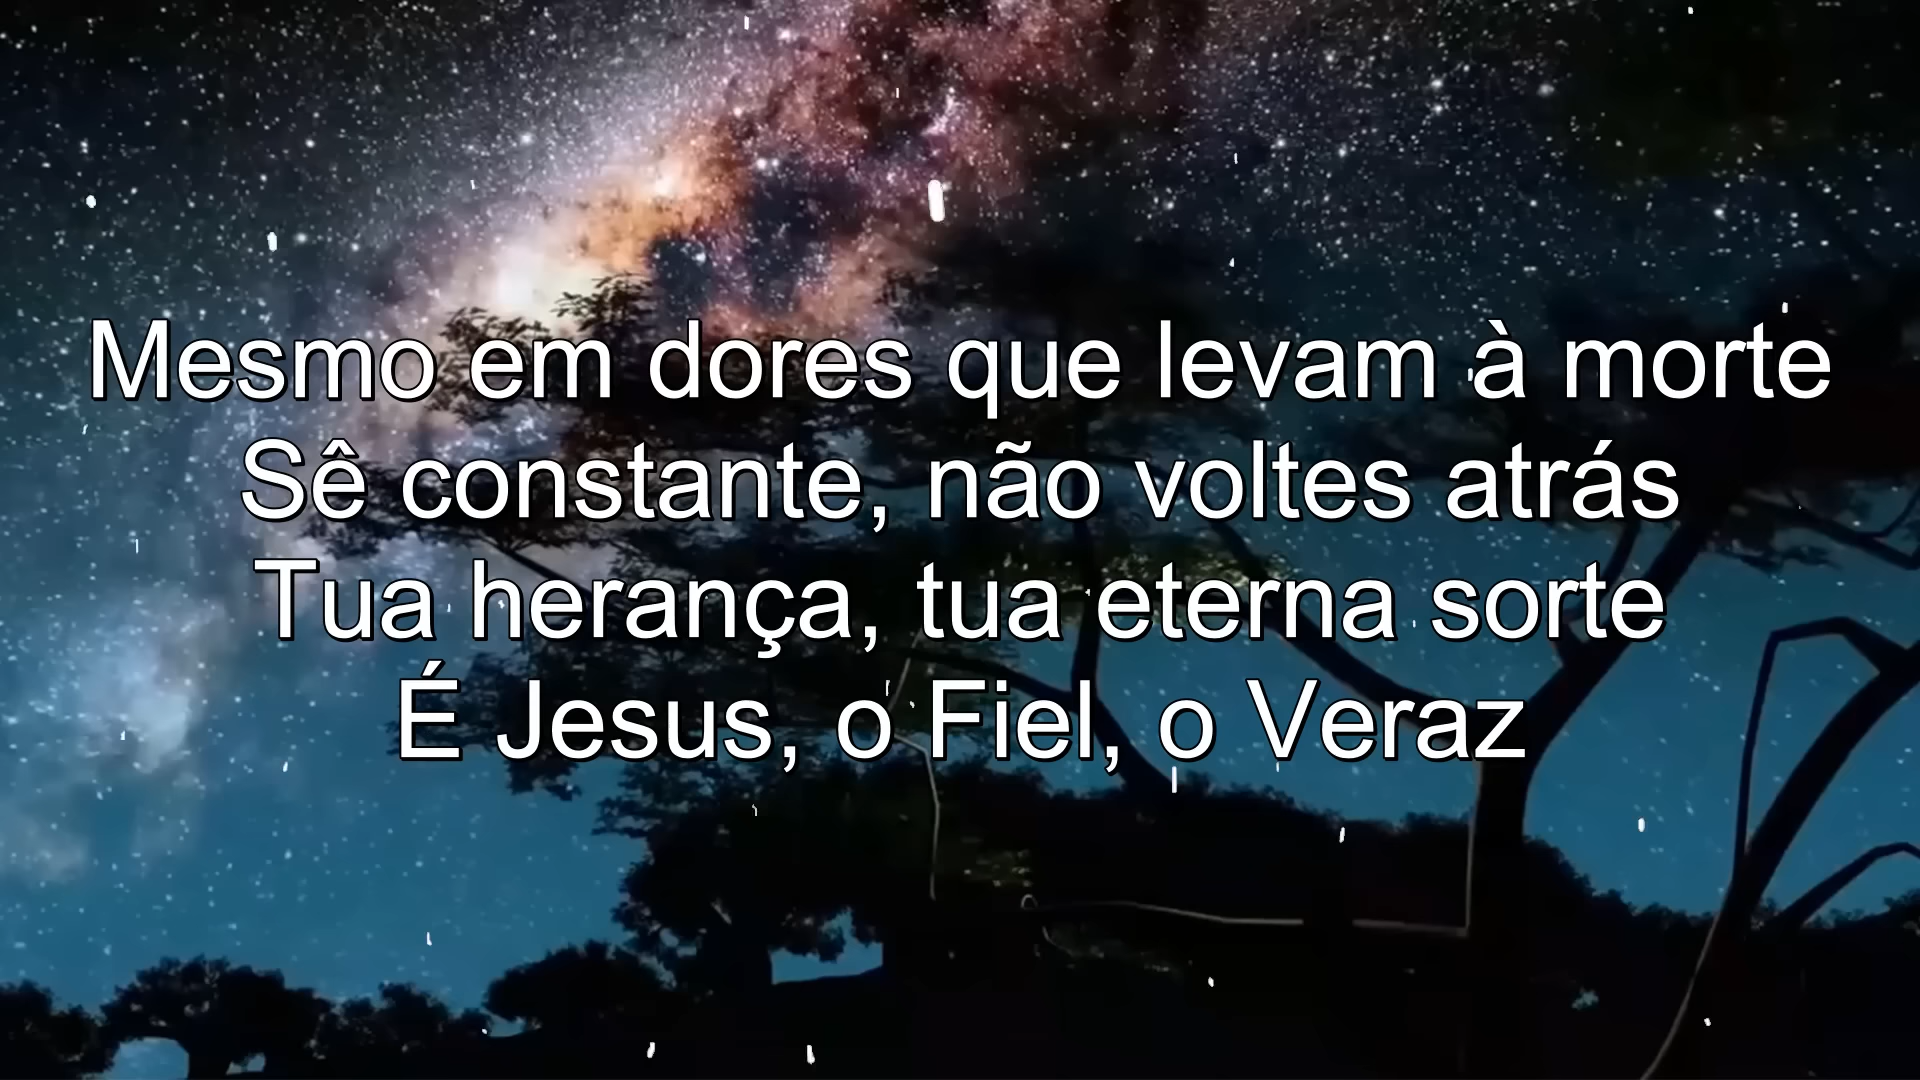 Mesmo em dores que levam à morte
Sê constante, não voltes atrás
Tua herança, tua eterna sorte
É Jesus, o Fiel, o Veraz